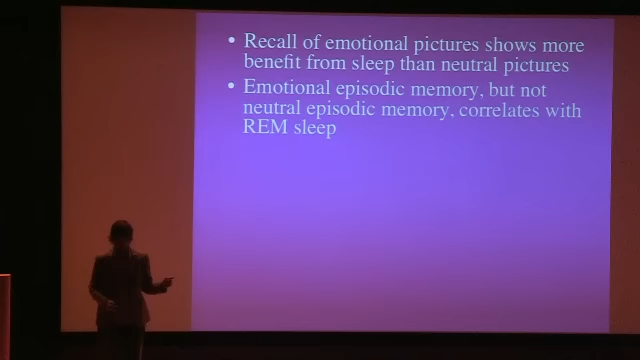 • Recall of emotional pictures shows more
benefit from sleep than neutral pictures
• Emotional episodic memory, but not
neutral episodic memory, correlates with
REM sleep